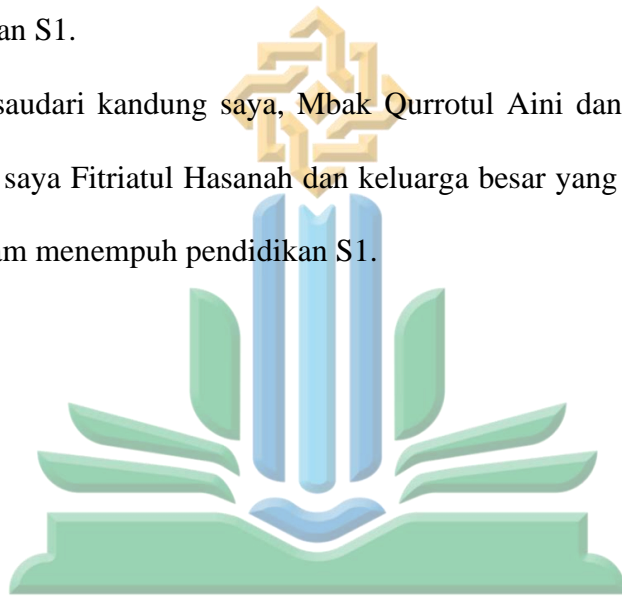 an S1.
saudari kandung saya, Mbak Qurrotul Aini dan
saya Fitriatul Hasanah dan keluarga besar yang
am menempuh pendidikan S1.